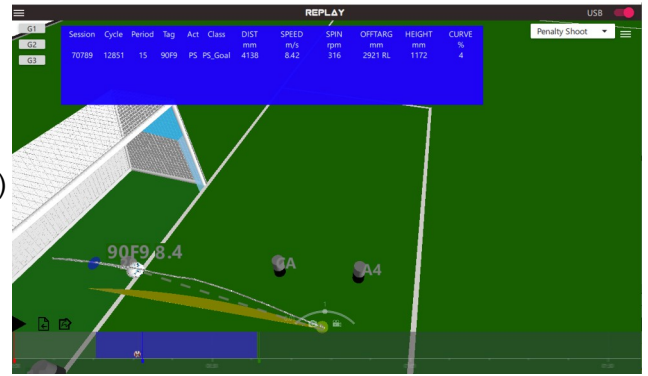 REPLAY
USB
G1
G2
G3
Penalty Shoot
Session Cycle Period Tag Act Class DIST SPEED SPIN OFFTARG HEIGHT CURVE
mm m/s rpm mm mm %
70789 12851 15 90F9 PS PS_Goal 4138 8.42 316 2921 RL 1172 4
90F9 8.4
A4
)